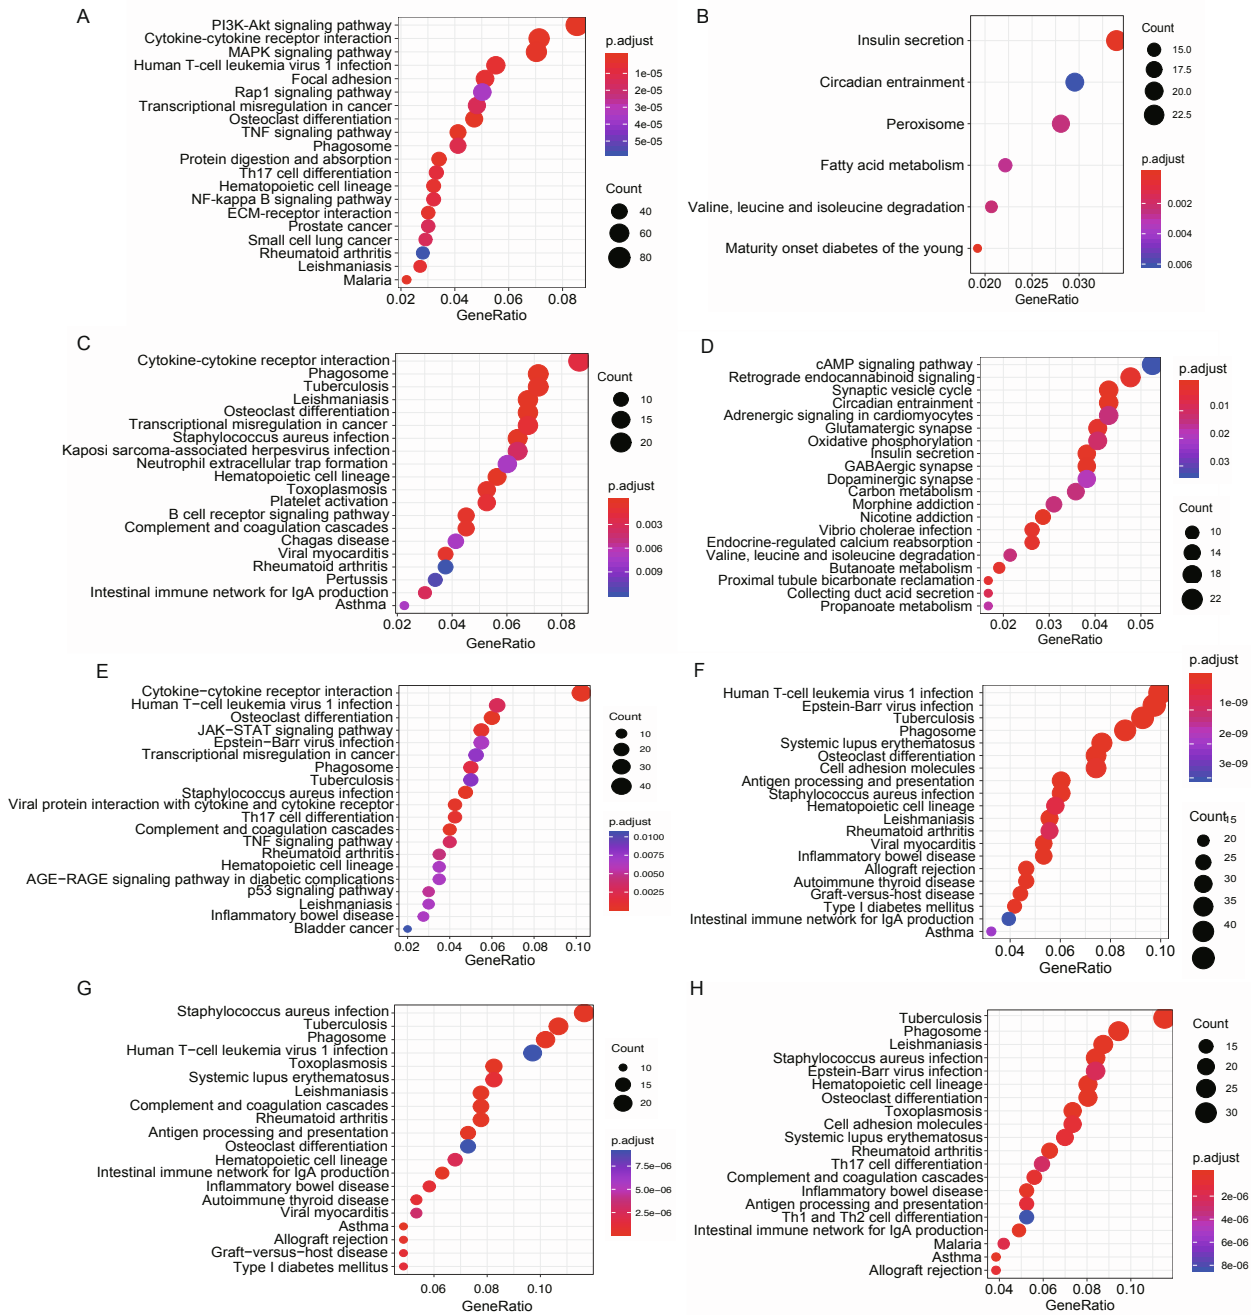 A
PI3K-Akt signaling pathway
Cytokine-cytokine receptor interaction
MAPK signaling pathway
Human T-cell leukemia virus 1 infection
Focal adhesion
Rap1 signaling pathway
Transcriptional misregulation in cancer
Osteoclast differentiation
TNF signaling pathway
Phagosome
Protein digestion and absorption
Th17 cell differentiation
Hematopoietic cell lineage
NF-kappa B signaling pathway
ECM-receptor interaction
Prostate cancer
Small cell lung cancer
Rheumatoid arthritis
Leishmaniasis
Malaria
0.02 0.04 0.06 0.08
GeneRatio
p.adjust
1e-05
2e-05
3e-05
4e-05
5e-05
Count
40
60
80
B
Insulin secretion
Circadian entrainment
Peroxisome
Fatty acid metabolism
Valine, leucine and isoleucine degradation
Maturity onset diabetes of the young
0.020 0.025 0.030
GeneRatio
Count
15.0
17.5
20.0
22.5
p.adjust
0.002
0.004
0.006
C
Cytokine-cytokine receptor interaction
Phagosome
Tuberculosis
Leishmaniasis
Osteoclast differentiation
Transcriptional misregulation in cancer
Staphylococcus aureus infection
Kaposi sarcoma-associated herpesvirus infection
Neutrophil extracellular trap formation
Hematopoietic cell lineage
Toxoplasmosis
Platelet activation
B cell receptor signaling pathway
Complement and coagulation cascades
Chagas disease
Viral myocarditis
Rheumatoid arthritis
Pertussis
Intestinal immune network for IgA production
Asthma
0.02 0.04 0.06 0.08
GeneRatio
Count
10
15
20
p.adjust
0.003
0.006
0.009
D
cAMP signaling pathway
Retrograde endocannabinoid signaling
Synaptic vesicle cycle
Circadian entrainment
Adrenergic signaling in cardiomyocytes
Glutamatergic synapse
Oxidative phosphorylation
Insulin secretion
GABAergic synapse
Dopaminergic synapse
Carbon metabolism
Morphine addiction
Nicotine addiction
Vibrio cholerae infection
Endocrine-regulated calcium reabsorption
Valine, leucine and isoleucine degradation
Butanoate metabolism
Proximal tubule bicarbonate reclamation
Collecting duct acid secretion
Propanoate metabolism
0.02 0.03 0.04 0.05
GeneRatio
p.adjust
0.01
0.02
0.03
Count
10
14
18
22
E
Cytokine−cytokine receptor interaction
Human T−cell leukemia virus 1 infection
Osteoclast differentiation
JAK−STAT signaling pathway
Epstein−Barr virus infection
Transcriptional misregulation in cancer
Phagosome
Tuberculosis
Staphylococcus aureus infection
Viral protein interaction with cytokine and cytokine receptor
Th17 cell differentiation
Complement and coagulation cascades
TNF signaling pathway
Rheumatoid arthritis
Hematopoietic cell lineage
AGE−RAGE signaling pathway in diabetic complications
p53 signaling pathway
Leishmaniasis
Inflammatory bowel disease
Bladder cancer
0.02 0.04 0.06 0.08 0.10
GeneRatio
Count
10
20
30
40
p.adjust
0.0100
0.0075
0.0050
0.0025
F
Human T-cell leukemia virus 1 infection
Epstein-Barr virus infection
Tuberculosis
Phagosome
Systemic lupus erythematosus
Osteoclast differentiation
Cell adhesion molecules
Antigen processing and presentation
Staphylococcus aureus infection
Hematopoietic cell lineage
Leishmaniasis
Rheumatoid arthritis
Viral myocarditis
Inflammatory bowel disease
Allograft rejection
Autoimmune thyroid disease
Graft-versus-host disease
Type I diabetes mellitus
Intestinal immune network for IgA production
Asthma
0.04 0.06 0.08 0.10
GeneRatio
p.adjust
1e-09
2e-09
3e-09
Count
15
20
25
30
35
40
G
Staphylococcus aureus infection
Tuberculosis
Phagosome
Human T−cell leukemia virus 1 infection
Toxoplasmosis
Systemic lupus erythematosus
Leishmaniasis
Complement and coagulation cascades
Rheumatoid arthritis
Antigen processing and presentation
Osteoclast differentiation
Hematopoietic cell lineage
Intestinal immune network for IgA production
Inflammatory bowel disease
Autoimmune thyroid disease
Viral myocarditis
Asthma
Allograft rejection
Graft−versus−host disease
Type I diabetes mellitus
0.06 0.08 0.10
GeneRatio
Count
10
15
20
p.adjust
7.5e−06
5.0e−06
2.5e−06
H
Tuberculosis
Phagosome
Leishmaniasis
Staphylococcus aureus infection
Epstein-Barr virus infection
Hematopoietic cell lineage
Osteoclast differentiation
Toxoplasmosis
Cell adhesion molecules
Systemic lupus erythematosus
Rheumatoid arthritis
Th17 cell differentiation
Complement and coagulation cascades
Inflammatory bowel disease
Antigen processing and presentation
Th1 and Th2 cell differentiation
Intestinal immune network for IgA production
Malaria
Asthma
Allograft rejection
0.04 0.06 0.08 0.10
GeneRatio
Count
15
20
25
30
p.adjust
2e-06
4e-06
6e-06
8e-06